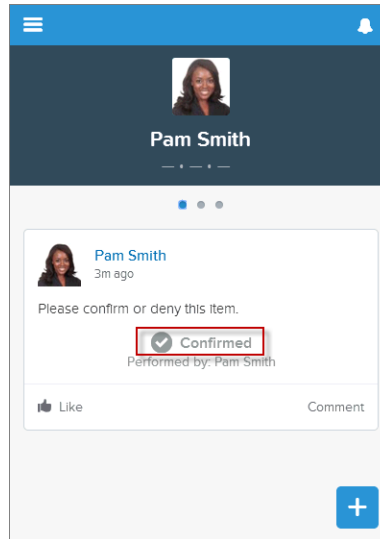 Pam Smith
Pam Smith
3m ago
Please confirm or deny this item.
Confirmed
Performed by: Pam Smith
Like
Comment